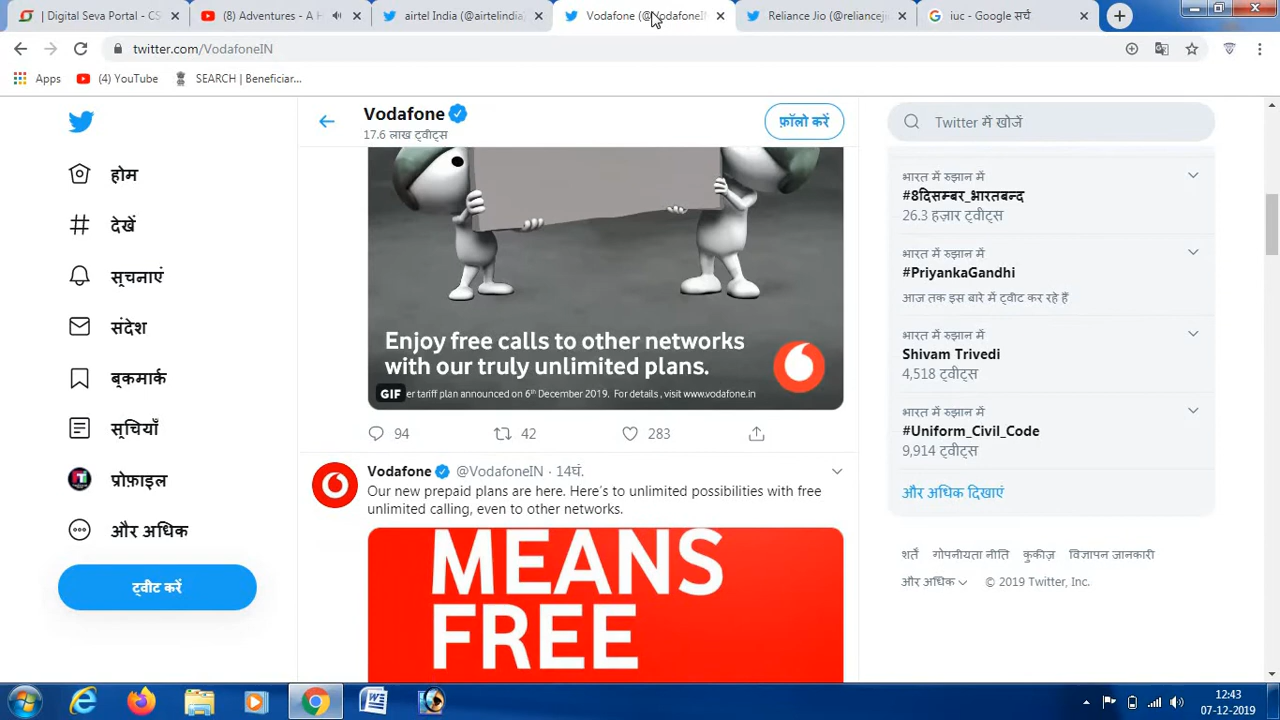 | Digital Seva Portal - CS
(8) Adventures - A H
airtel India (@airtelindia
Vodafone (@VodafoneIN
Reliance Jio (@reliancejio
iuc - Google सर्च
twitter.com/VodafoneIN
Apps
(4) YouTube
SEARCH | Beneficiar...
Vodafone
17.6 लाख ट्वीट्स
फ़ॉलो करें
Twitter में खोजें
होम
देखें
सूचनाएं
संदेश
बुकमार्क
सूचियाँ
प्रोफ़ाइल
और अधिक
ट्वीट करें
Enjoy free calls to other networks
with our truly unlimited plans.
GIF
er tariff plan announced on 6th December 2019. For details, visit www.vodafone.in
94
42
283
Vodafone @VodafoneIN · 14घं.
Our new prepaid plans are here. Here's to unlimited possibilities with free
unlimited calling, even to other networks.
MEANS
FREE
भारत में रुझान में
#8दिसम्बर_भारतबन्द
26.3 हज़ार ट्वीट्स
भारत में रुझान में
#PriyankaGandhi
आज तक इस बारे में ट्वीट कर रहे हैं
भारत में रुझान में
Shivam Trivedi
4,518 ट्वीट्स
भारत में रुझान में
#Uniform_Civil_Code
9,914 ट्वीट्स
और अधिक दिखाएं
शर्तें गोपनीयता नीति कुकीज़ विज्ञापन जानकारी
और अधिक © 2019 Twitter, Inc.
12:43
07-12-2019